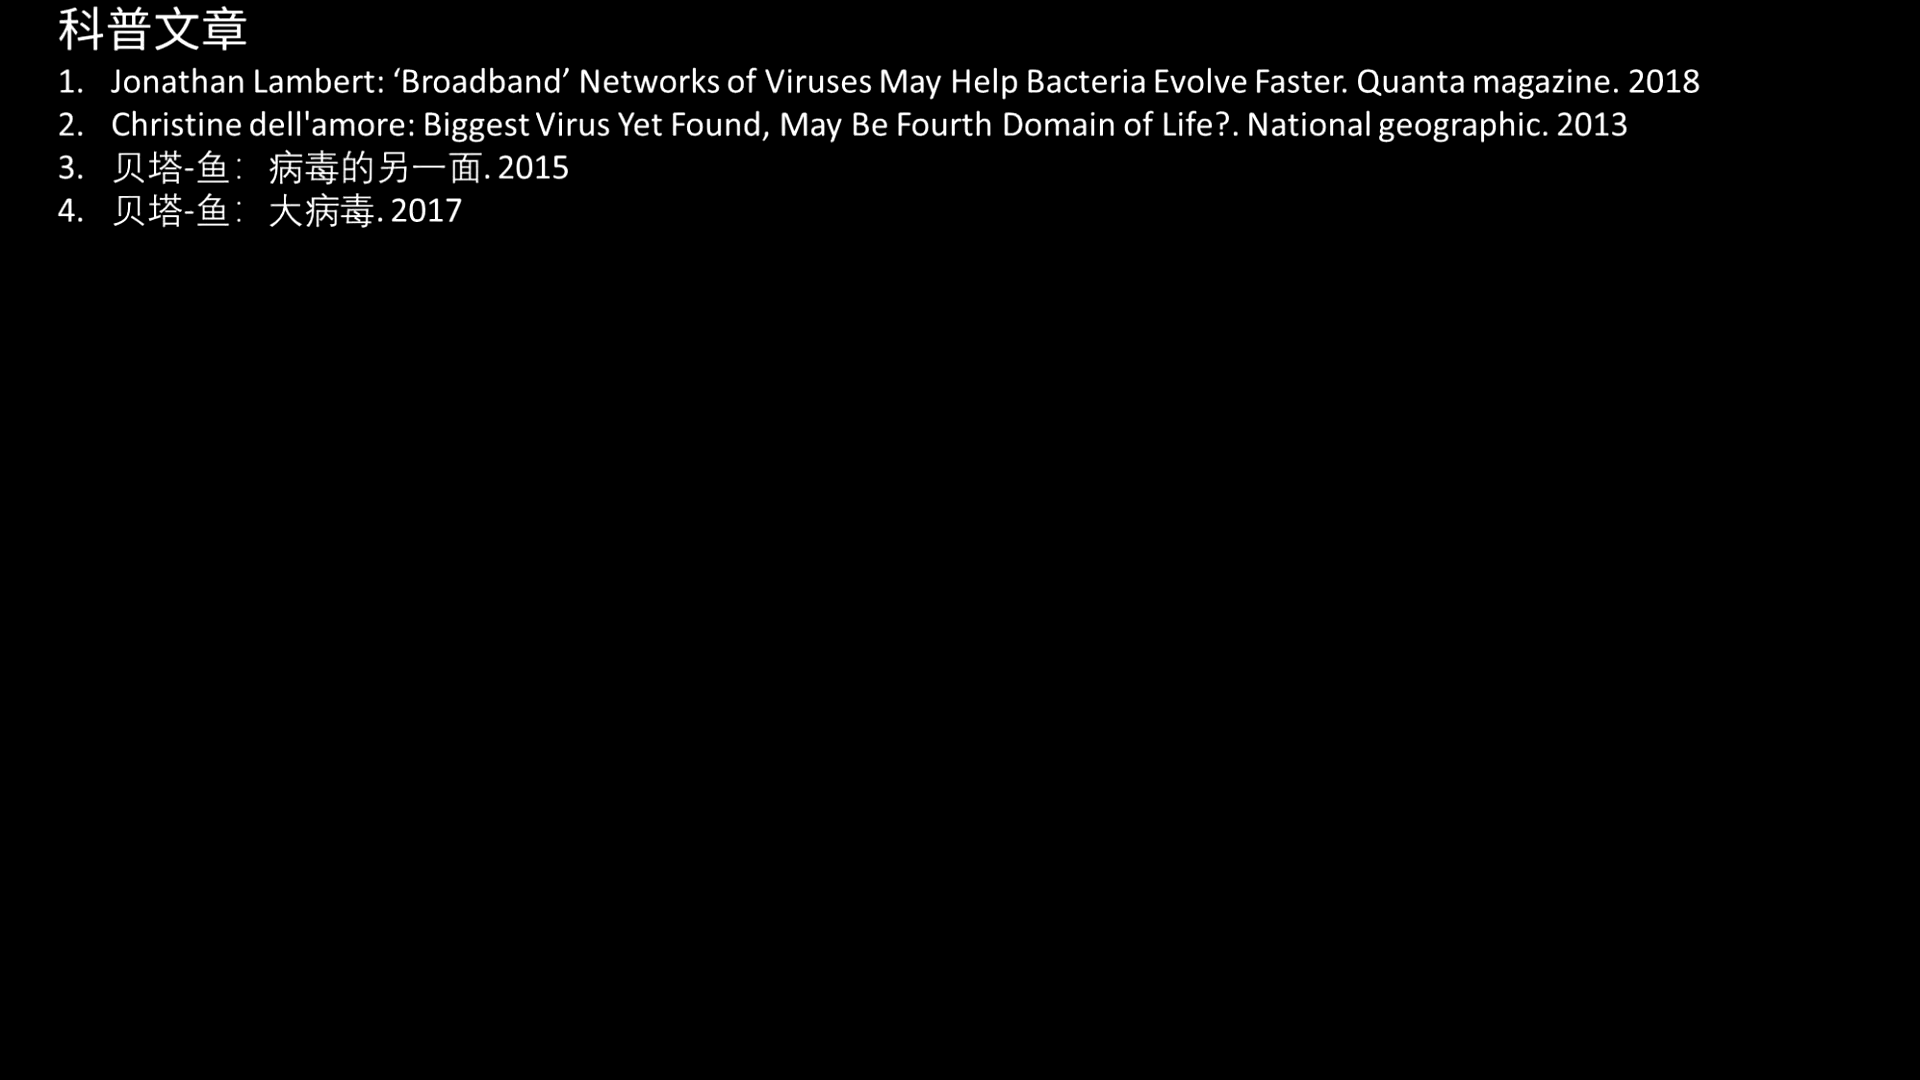 科普文章
1. Jonathan Lambert: ‘Broadband’ Networks of Viruses May Help Bacteria Evolve Faster. Quanta magazine. 2018
2. Christine dell'amore: Biggest Virus Yet Found, May Be Fourth Domain of Life?. National geographic. 2013
3. 贝塔-鱼： 病毒的另一面. 2015
4. 贝塔-鱼： 大病毒. 2017